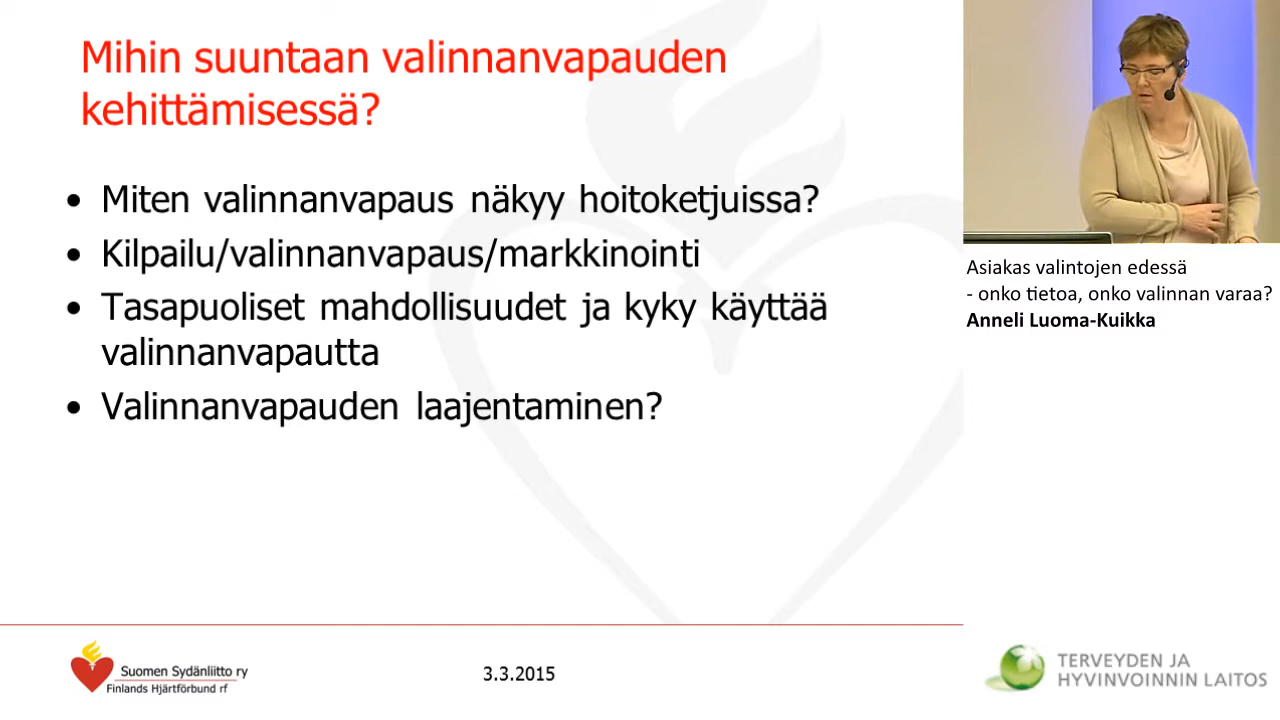 Mihin suuntaan valinnanvapauden
kehittämisessä?
• Miten valinnanvapaus näkyy hoitoketjuissa?
• Kilpailu/valinnanvapaus/markkinointi
• Tasapuoliset mahdollisuudet ja kyky käyttää
valinnanvapautta
• Valinnanvapauden laajentaminen?
Asiakas valintojen edessä
- onko tietoa, onko valinnan varaa?
Anneli Luoma-Kuikka
Suomen Sydänliitto ry
Finlands Hjärtförbund rf
3.3.2015
TERVEYDEN JA
HYVINVOINNIN LAITOS